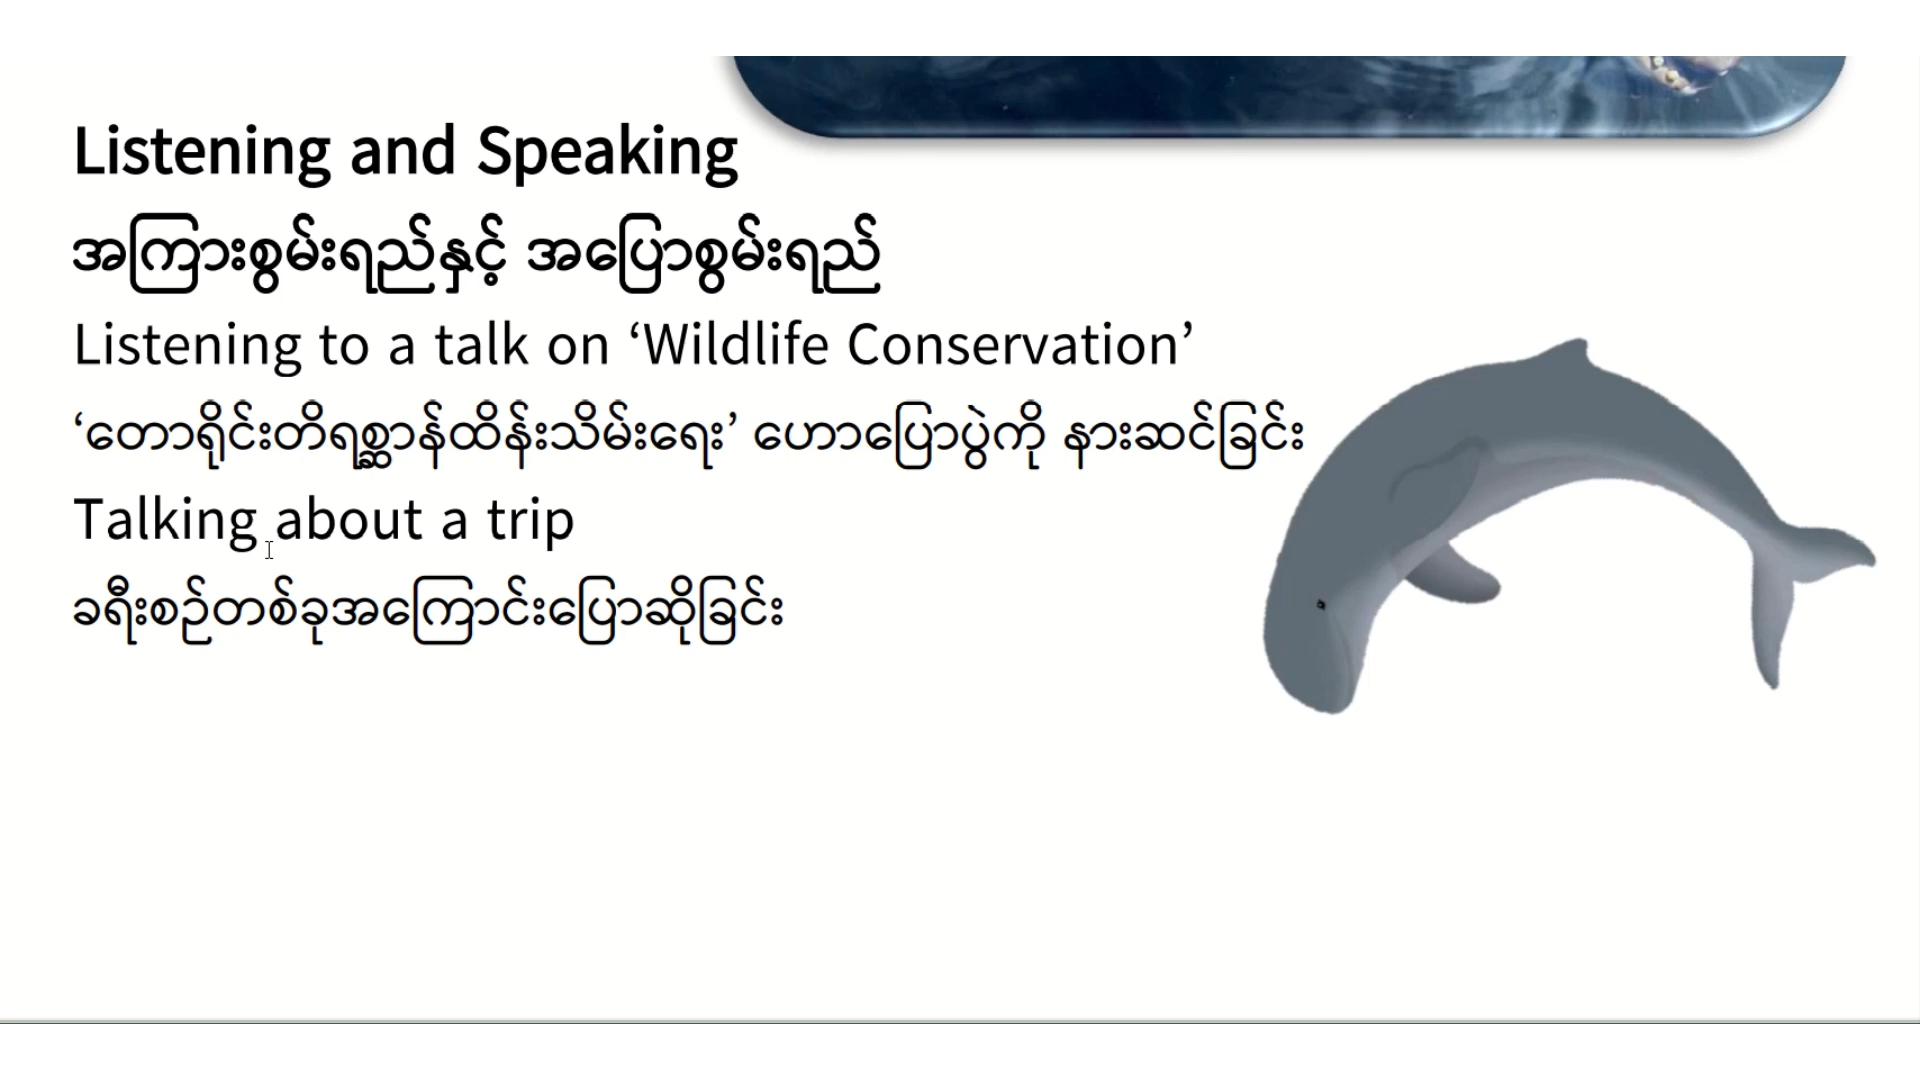 Listening and Speaking
အကြားစွမ်းရည်နှင့် အပြောစွမ်းရည်
Listening to a talk on ‘Wildlife Conservation’
‘တောရိုင်းတိရစ္ဆာန်ထိန်းသိမ်းရေး’ ဟောပြောပွဲကို နားဆင်ခြင်း
Talking about a trip
ခရီးစဉ်တစ်ခုအကြောင်းပြောဆိုခြင်း